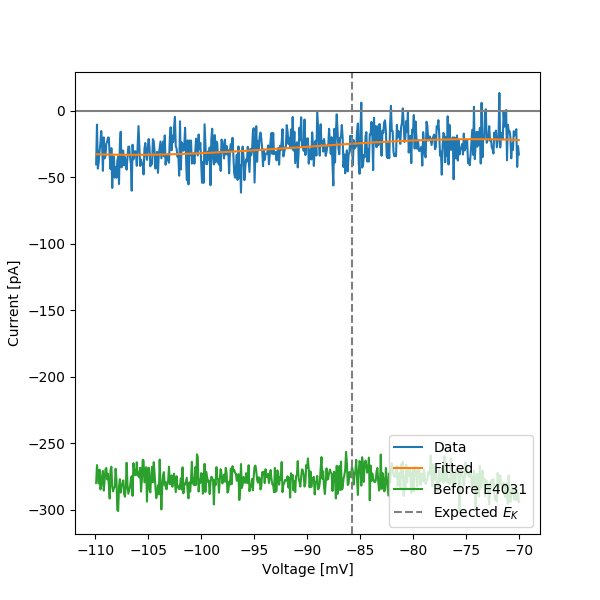 0
−50
−100
−150
−200
−250
−300
Current [pA]
Data
Fitted
Before E4031
Expected E_K
−110
−105
−100
−95
−90
−85
−80
−75
−70
Voltage [mV]